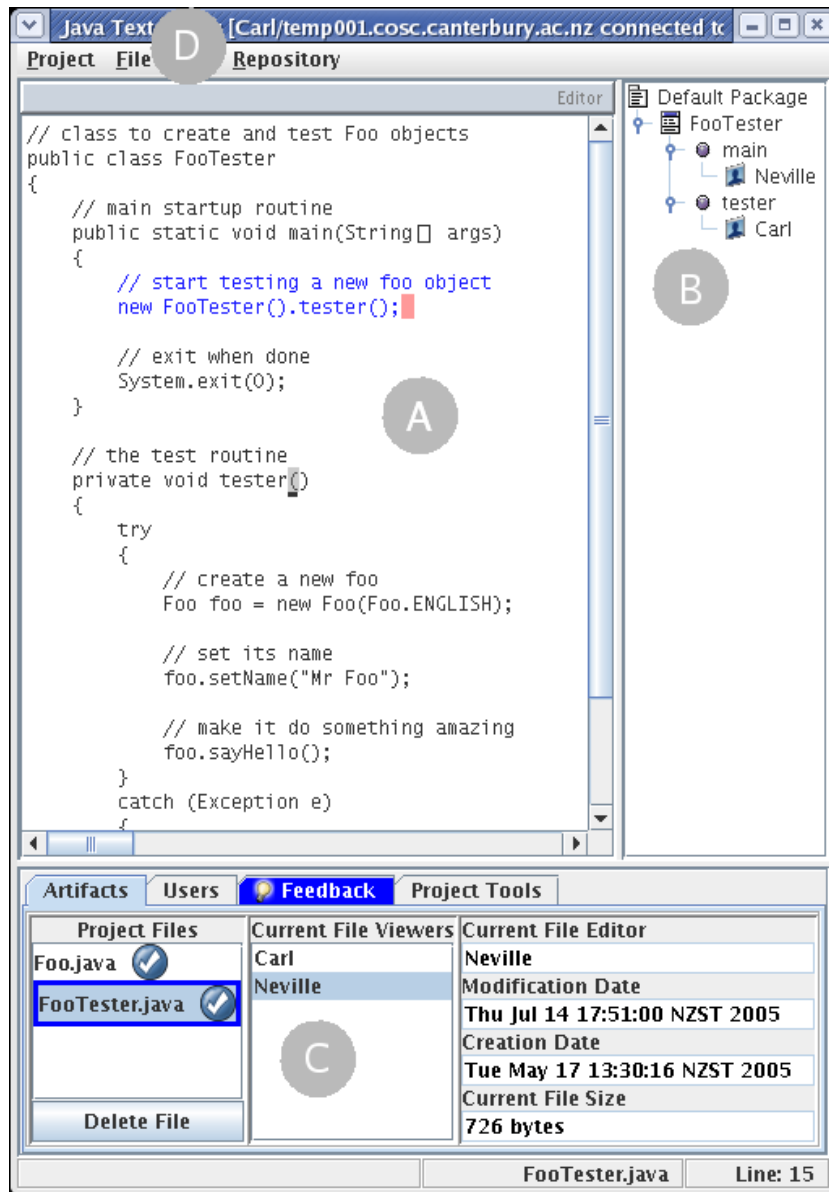 Java Text [Carl/temp001.cosc.canterbury.ac.nz connected to
D
Project File Repository
Editor
// class to create and test Foo objects
public class FooTester
{
// main startup routine
public static void main(String[] args)
{
// start testing a new foo object
new FooTester().tester();
// exit when done
System.exit(0);
}
A
// the test routine
private void tester()
{
try
{
// create a new foo
Foo foo = new Foo(Foo.ENGLISH);
// set its name
foo.setName("Mr Foo");
// make it do something amazing
foo.sayHello();
}
catch (Exception e)
{
Default Package
FooTester
main
Neville
tester
Carl
B
Artifacts Users Feedback Project Tools
Project Files
Foo.java
FooTester.java
Delete File
Current File Viewers
Carl
Neville
C
Current File Editor
Neville
Modification Date
Thu Jul 14 17:51:00 NZST 2005
Creation Date
Tue May 17 13:30:16 NZST 2005
Current File Size
726 bytes
FooTester.java Line: 15